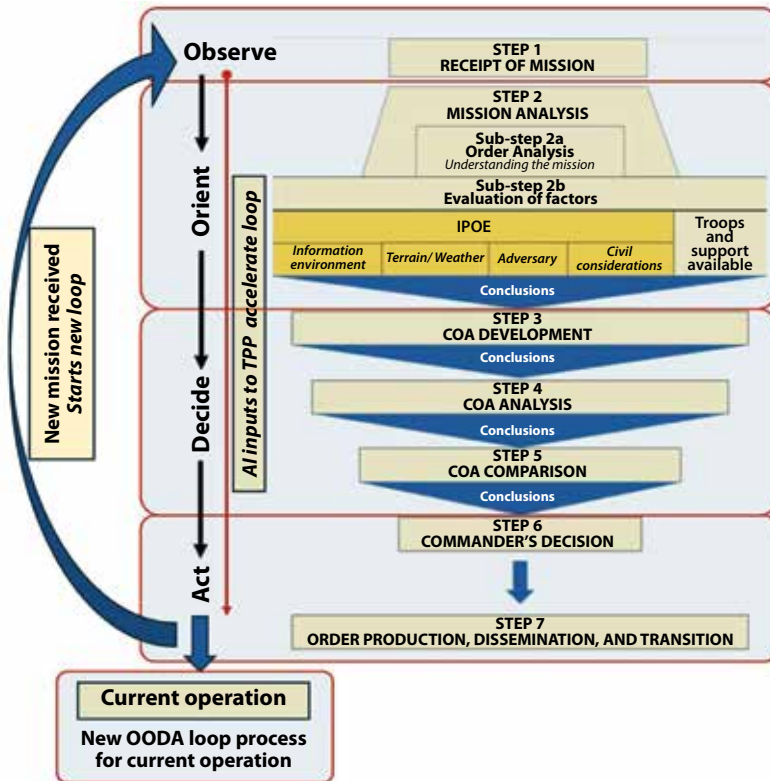 Observe
STEP 1
RECEIPT OF MISSION
STEP 2
MISSION ANALYSIS
Sub-step 2a
Order Analysis
Understanding the mission
Orient
Sub-step 2b
Evaluation of factors
IPOE
Troops
and
support
available
Information
environment
Terrain/ Weather
Adversary
Civil
considerations
Conclusions
New mission received
Starts new loop
AI inputs to TPP accelerate loop
STEP 3
COA DEVELOPMENT
Conclusions
Decide
STEP 4
COA ANALYSIS
Conclusions
STEP 5
COA COMPARISON
Conclusions
Act
STEP 6
COMMANDER'S DECISION
STEP 7
ORDER PRODUCTION, DISSEMINATION, AND TRANSITION
Current operation
New OODA loop process
for current operation